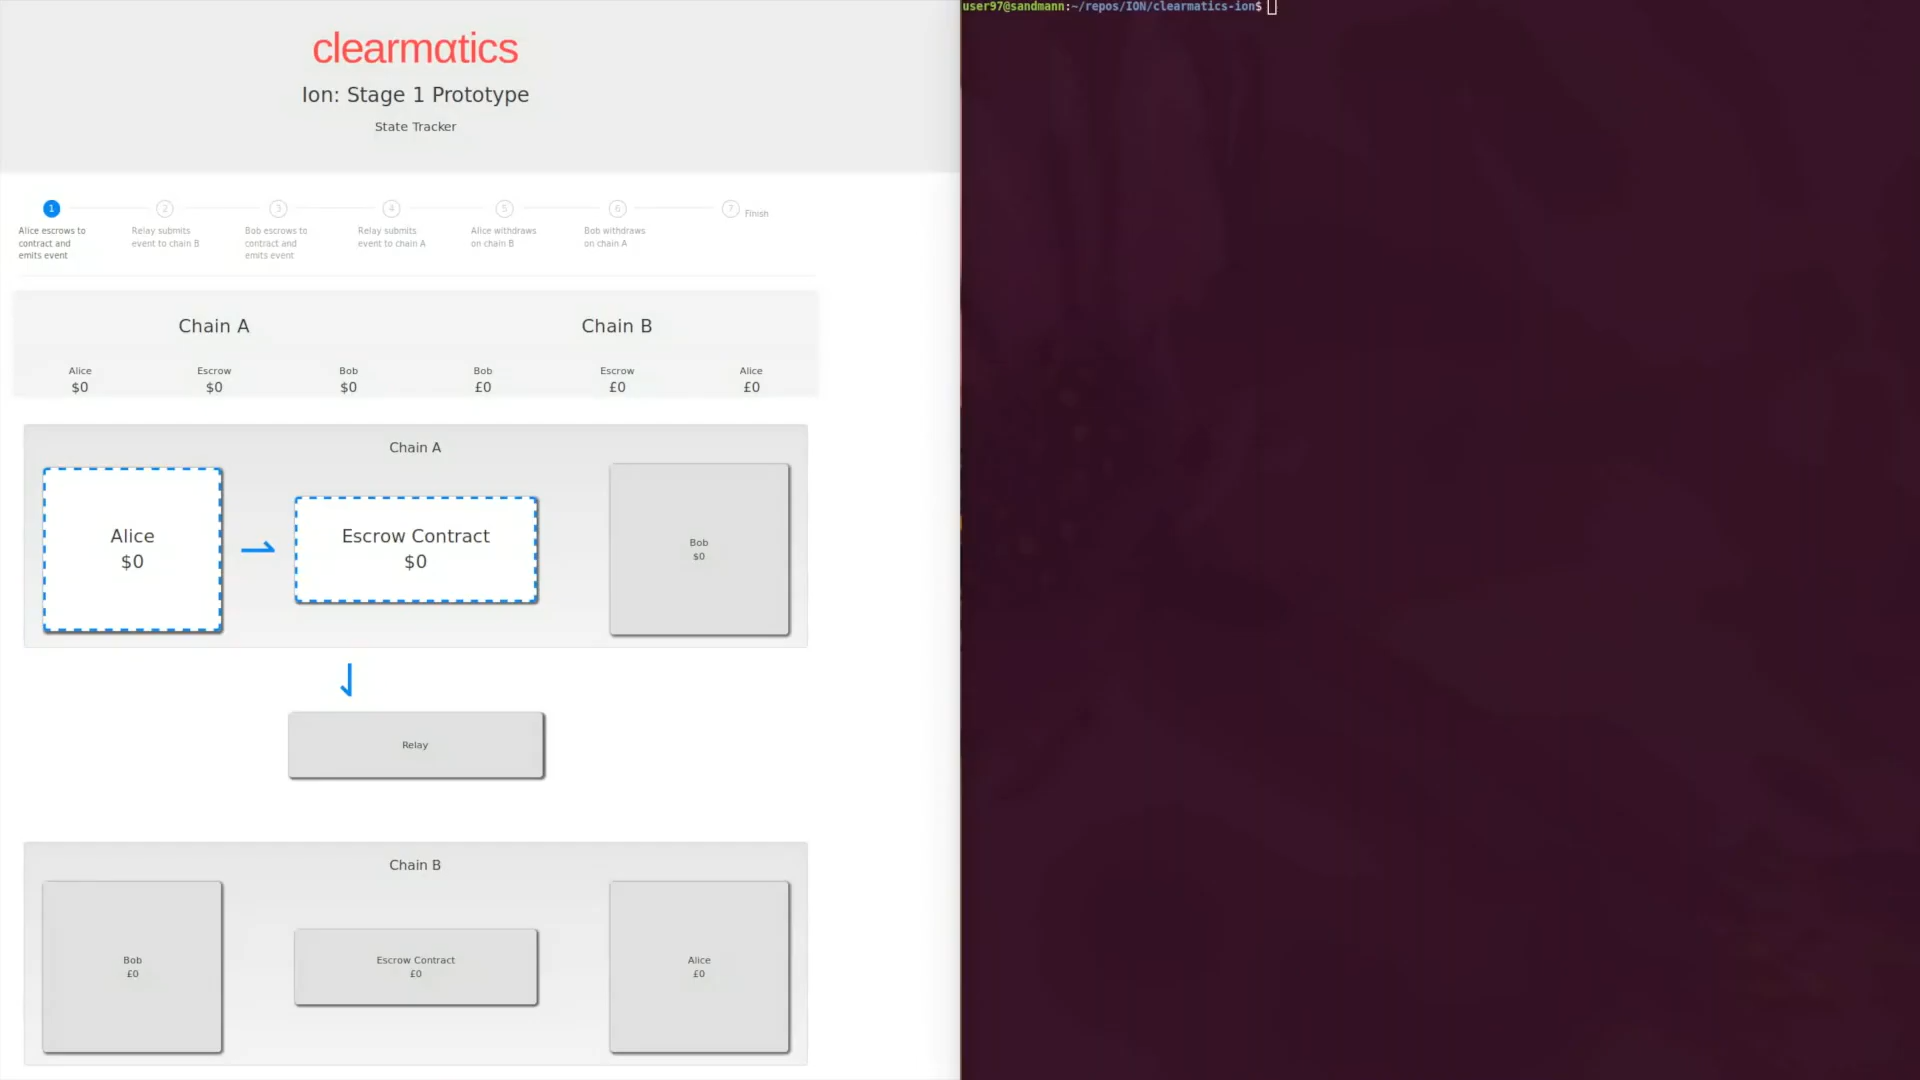 clearmαtics
Ion: Stage 1 Prototype
State Tracker
1
Alice escrows to
contract and
emits event
2
Relay submits
event to chain B
3
Bob escrows to
contract and
emits event
4
Relay submits
event to chain A
5
Alice withdraws
on chain B
6
Bob withdraws
on chain A
7
Finish
Chain A
Chain B
Alice
$0
Escrow
$0
Bob
$0
Bob
£0
Escrow
£0
Alice
£0
Chain A
Alice
$0
Escrow Contract
$0
Bob
$0
Relay
Chain B
Bob
£0
Escrow Contract
£0
Alice
£0
user97@sandmann:~/repos/ION/clearmatics-ion$